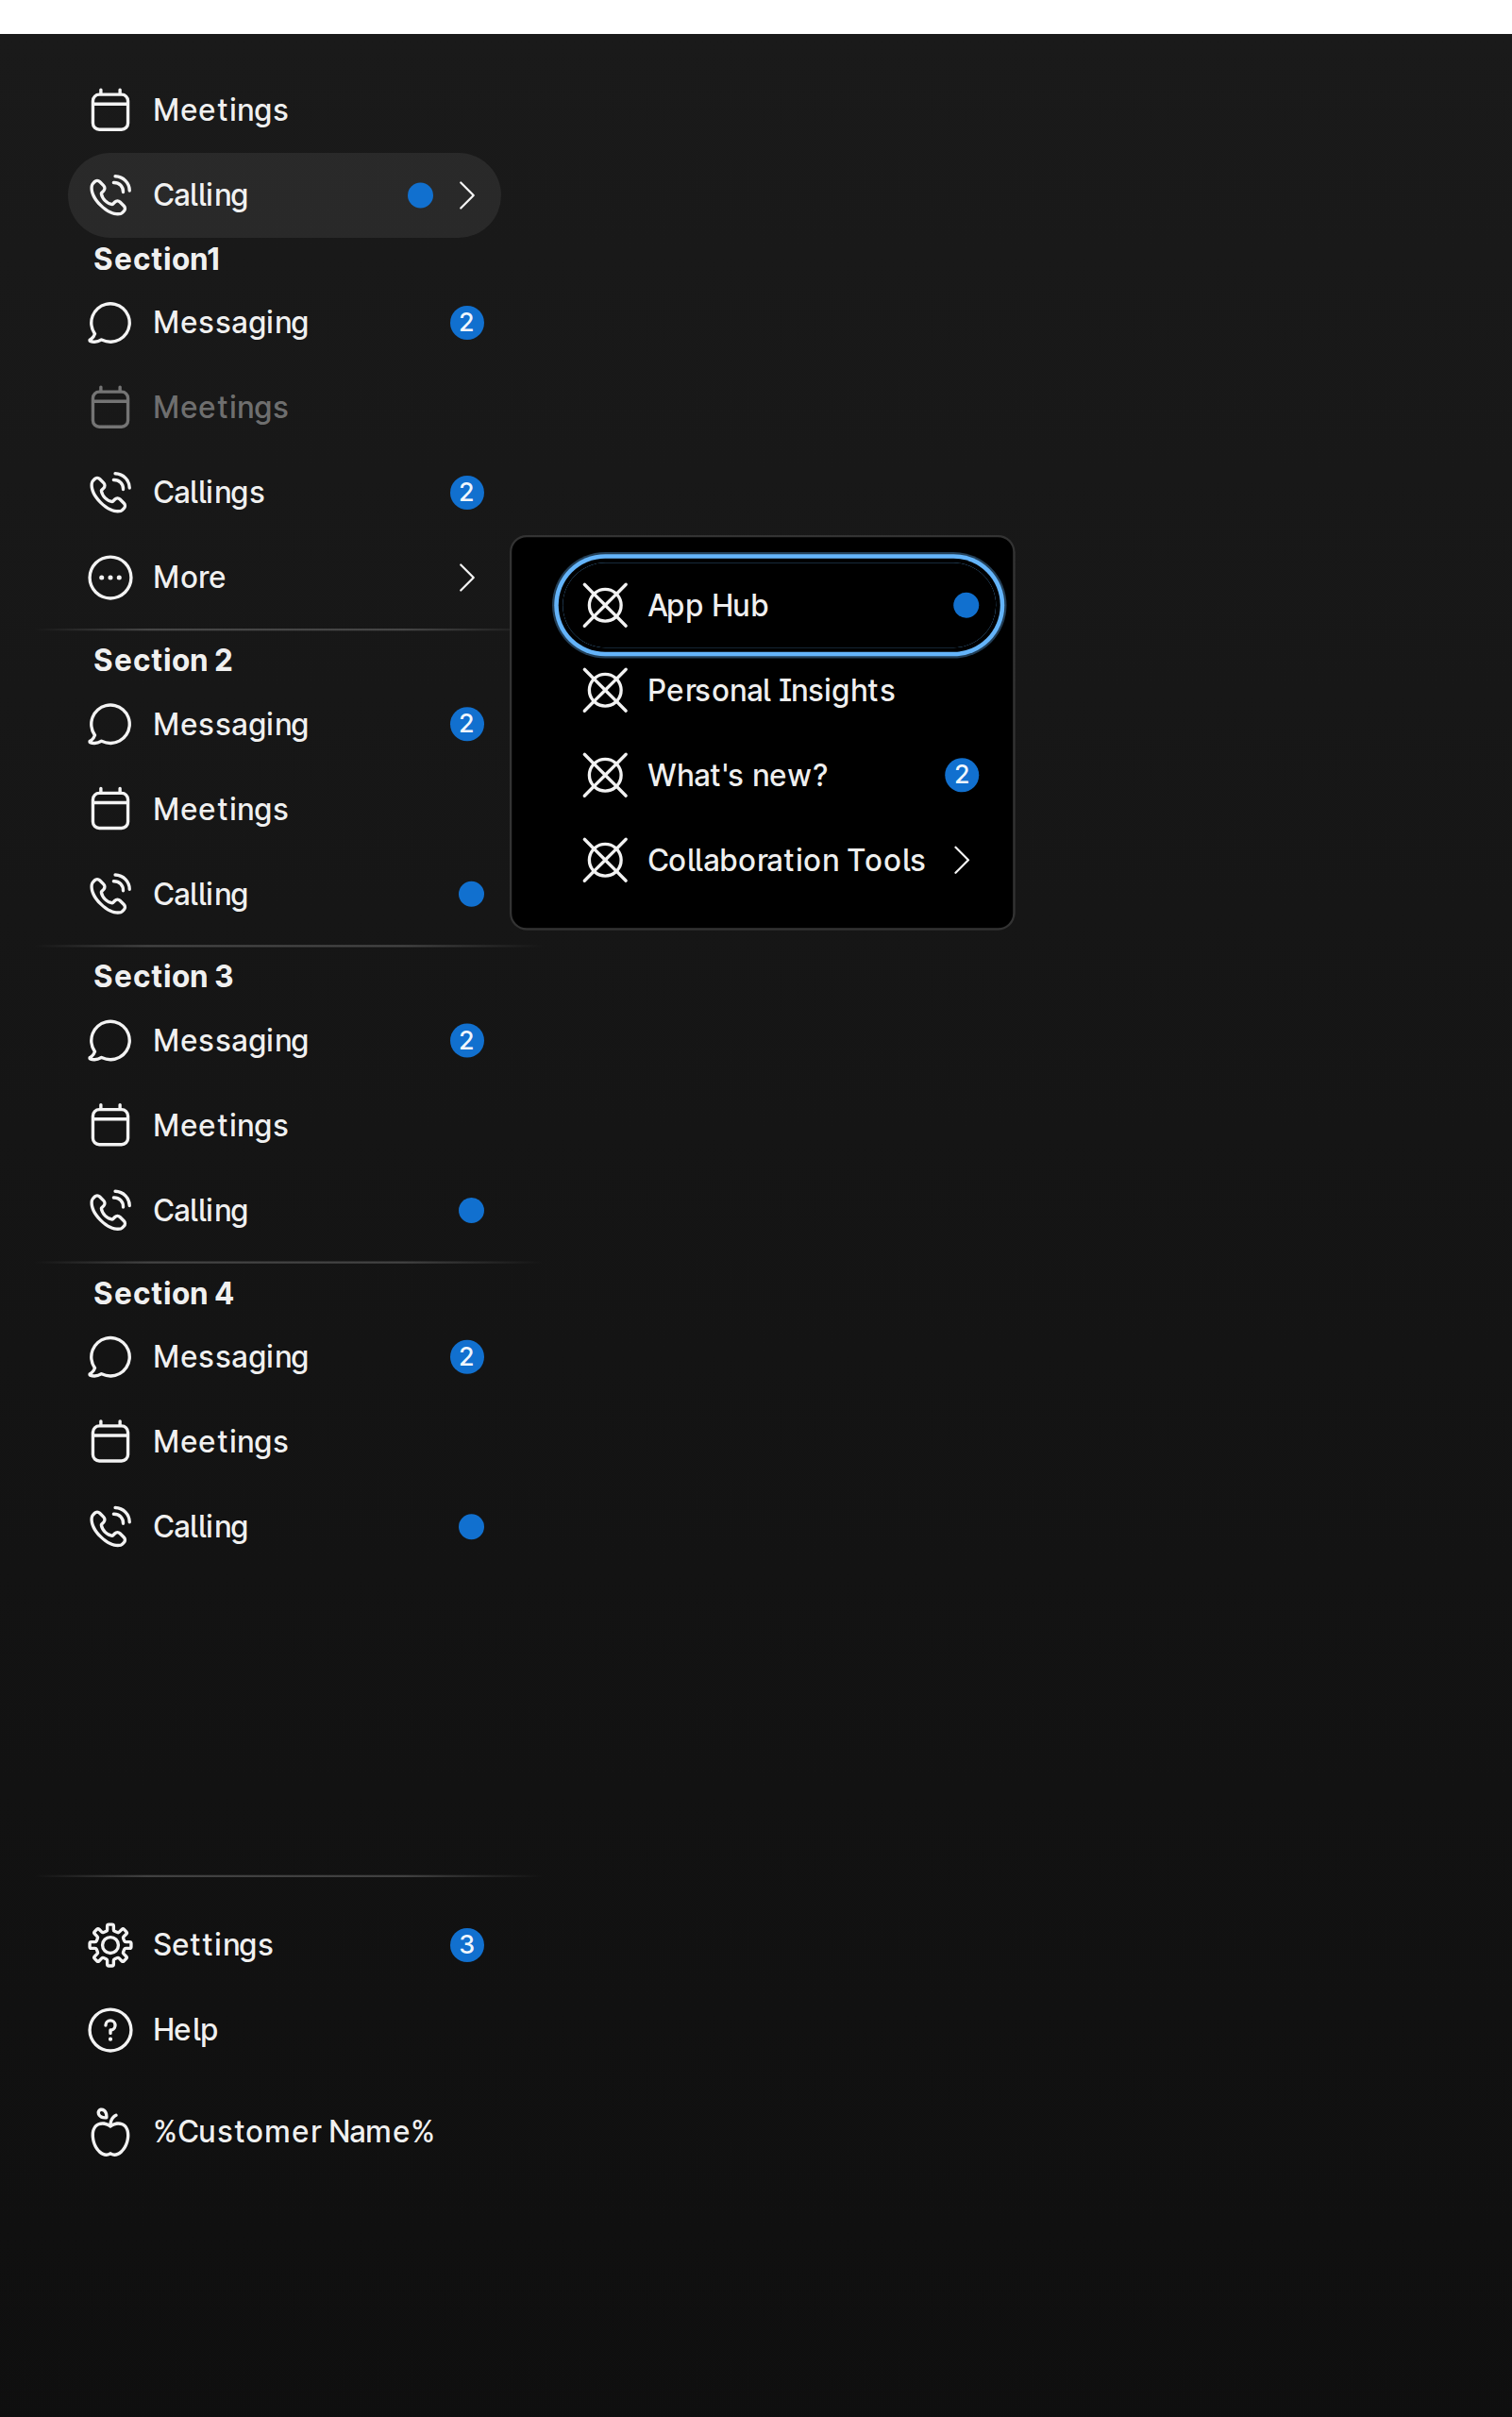 Meetings
Calling
Section1
Messaging 2
Meetings
Callings 2
More
Section 2
Messaging 2
Meetings
Calling
Section 3
Messaging 2
Meetings
Calling
Section 4
Messaging 2
Meetings
Calling
Settings 3
Help
%Customer Name%
App Hub
Personal Insights
What's new? 2
Collaboration Tools